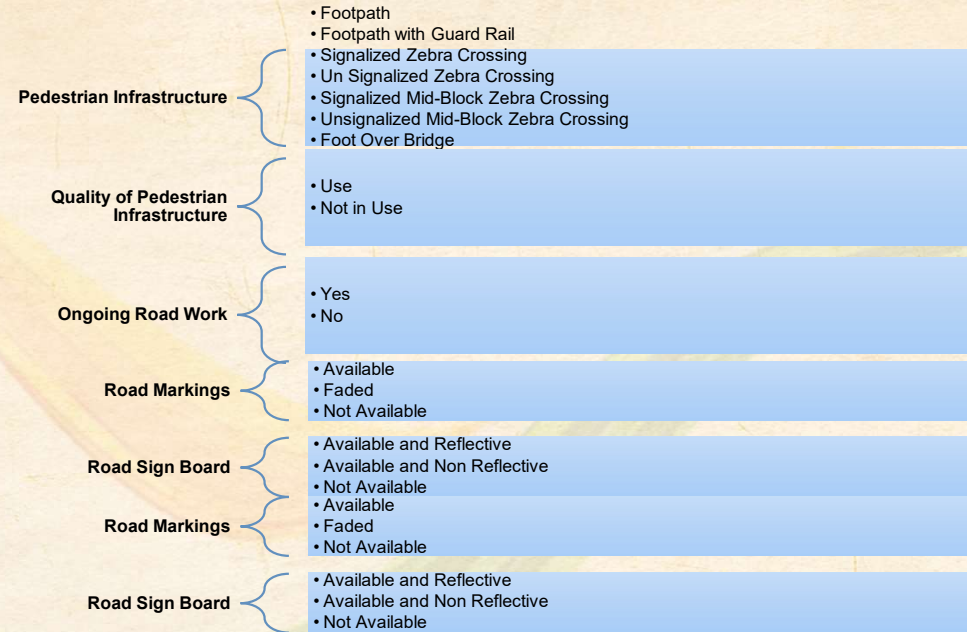 • Footpath
• Footpath with Guard Rail
• Signalized Zebra Crossing
• Un Signalized Zebra Crossing
Pedestrian Infrastructure
• Signalized Mid-Block Zebra Crossing
• Unsignalized Mid-Block Zebra Crossing
• Foot Over Bridge
Quality of Pedestrian
Infrastructure
• Use
• Not in Use
Ongoing Road Work
• Yes
• No
Road Markings
• Available
• Faded
• Not Available
Road Sign Board
• Available and Reflective
• Available and Non Reflective
• Not Available
Road Markings
• Available
• Faded
• Not Available
Road Sign Board
• Available and Reflective
• Available and Non Reflective
• Not Available